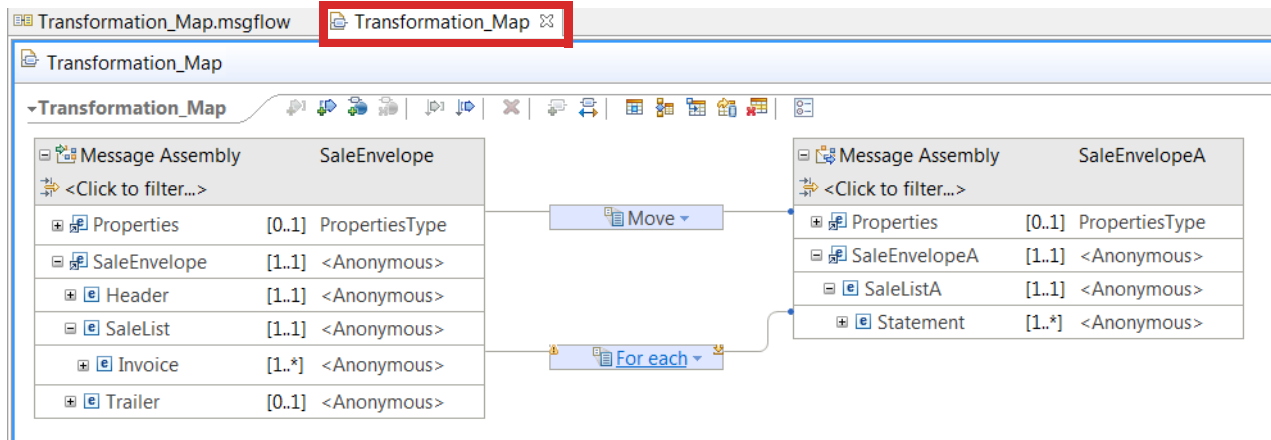 Transformation_Map.msgflow Transformation_Map
Transformation_Map
Transformation_Map
Message Assembly SaleEnvelope
<Click to filter...>
Properties [0..1] PropertiesType
SaleEnvelope [1..1] <Anonymous>
e Header [1..1] <Anonymous>
e SaleList [1..1] <Anonymous>
e Invoice [1..*] <Anonymous>
e Trailer [0..1] <Anonymous>
Move
For each
Message Assembly SaleEnvelopeA
<Click to filter...>
Properties [0..1] PropertiesType
SaleEnvelopeA [1..1] <Anonymous>
e SaleListA [1..1] <Anonymous>
e Statement [1..*] <Anonymous>